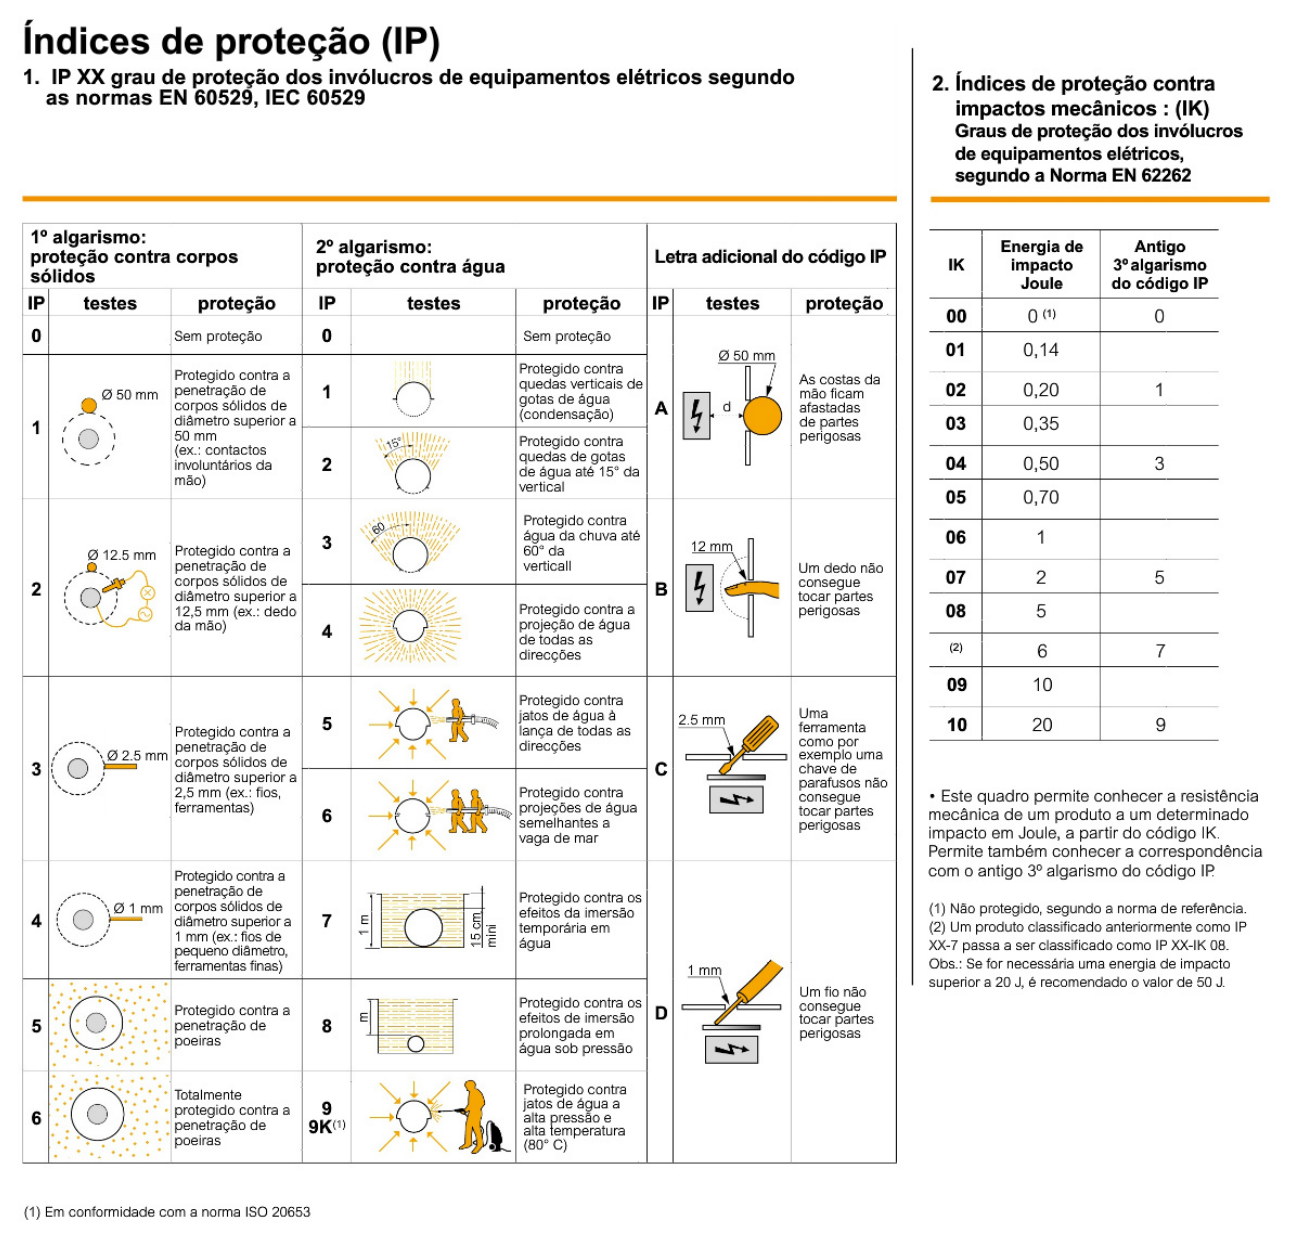 Índices de proteção (IP)
1. IP XX grau de proteção dos invólucros de equipamentos elétricos segundo
as normas EN 60529, IEC 60529
1º algarismo:
proteção contra corpos
sólidos
2º algarismo:
proteção contra água
Letra adicional do código IP
IP testes proteção IP testes proteção IP testes proteção
0 Sem proteção
1
Ø 50 mm
Protegido contra a
penetração de
corpos sólidos de
diâmetro superior a
50 mm
(ex.: contactos
involuntários da
mão)
2
Ø 12.5 mm
Protegido contra a
penetração de
corpos sólidos de
diâmetro superior a
12,5 mm (ex.: dedo
da mão)
3
Ø 2.5 mm
Protegido contra a
penetração de
corpos sólidos de
diâmetro superior a
2,5 mm (ex.: fios,
ferramentas)
4
Ø 1 mm
Protegido contra a
penetração de
corpos sólidos de
diâmetro superior a
1 mm (ex.: fios de
pequeno diâmetro,
ferramentas finas)
5
Protegido contra a
penetração de
poeiras
6
Totalmente
protegido contra a
penetração de
poeiras
0 Sem proteção
1
Protegido contra
quedas verticais de
gotas de água
(condensação)
2
15°
Protegido contra
quedas de gotas
de água até 15° da
vertical
3
60
Protegido contra
água da chuva até
60° da
verticall
4
Protegido contra a
projeção de água
de todas as
direcções
5
Protegido contra
jatos de água à
lança de todas as
direcções
6
Protegido contra
projeções de água
semelhantes a
vaga de mar
7
1 m
15 cm
mini
Protegido contra os
efeitos da imersão
temporária em
água
8
m
Protegido contra os
efeitos de imersão
prolongada em
água sob pressão
9
9K(1)
Protegido contra
jatos de água a
alta pressão e
alta temperatura
(80° C)
A
Ø 50 mm
d
As costas da
mão ficam
afastadas
de partes
perigosas
B
12 mm
Um dedo não
consegue
tocar partes
perigosas
C
2.5 mm
Uma
ferramenta
como por
exemplo uma
chave de
parafusos não
consegue
tocar partes
perigosas
D
1 mm
Um fio não
consegue
tocar partes
perigosas
(1) Em conformidade com a norma ISO 20653
2. Índices de proteção contra
impactos mecânicos : (IK)
Graus de proteção dos invólucros
de equipamentos elétricos,
segundo a Norma EN 62262
IK
Energia de
impacto
Joule
Antigo
3º algarismo
do código IP
00 0 (1) 0
01 0,14
02 0,20 1
03 0,35
04 0,50 3
05 0,70
06 1
07 2 5
08 5
(2) 6 7
09 10
10 20 9
• Este quadro permite conhecer a resistência
mecânica de um produto a um determinado
impacto em Joule, a partir do código IK.
Permite também conhecer a correspondência
com o antigo 3º algarismo do código IP.
(1) Não protegido, segundo a norma de referência.
(2) Um produto classificado anteriormente como IP
XX-7 passa a ser classificado como IP XX-IK 08.
Obs.: Se for necessária uma energia de impacto
superior a 20 J, é recomendado o valor de 50 J.